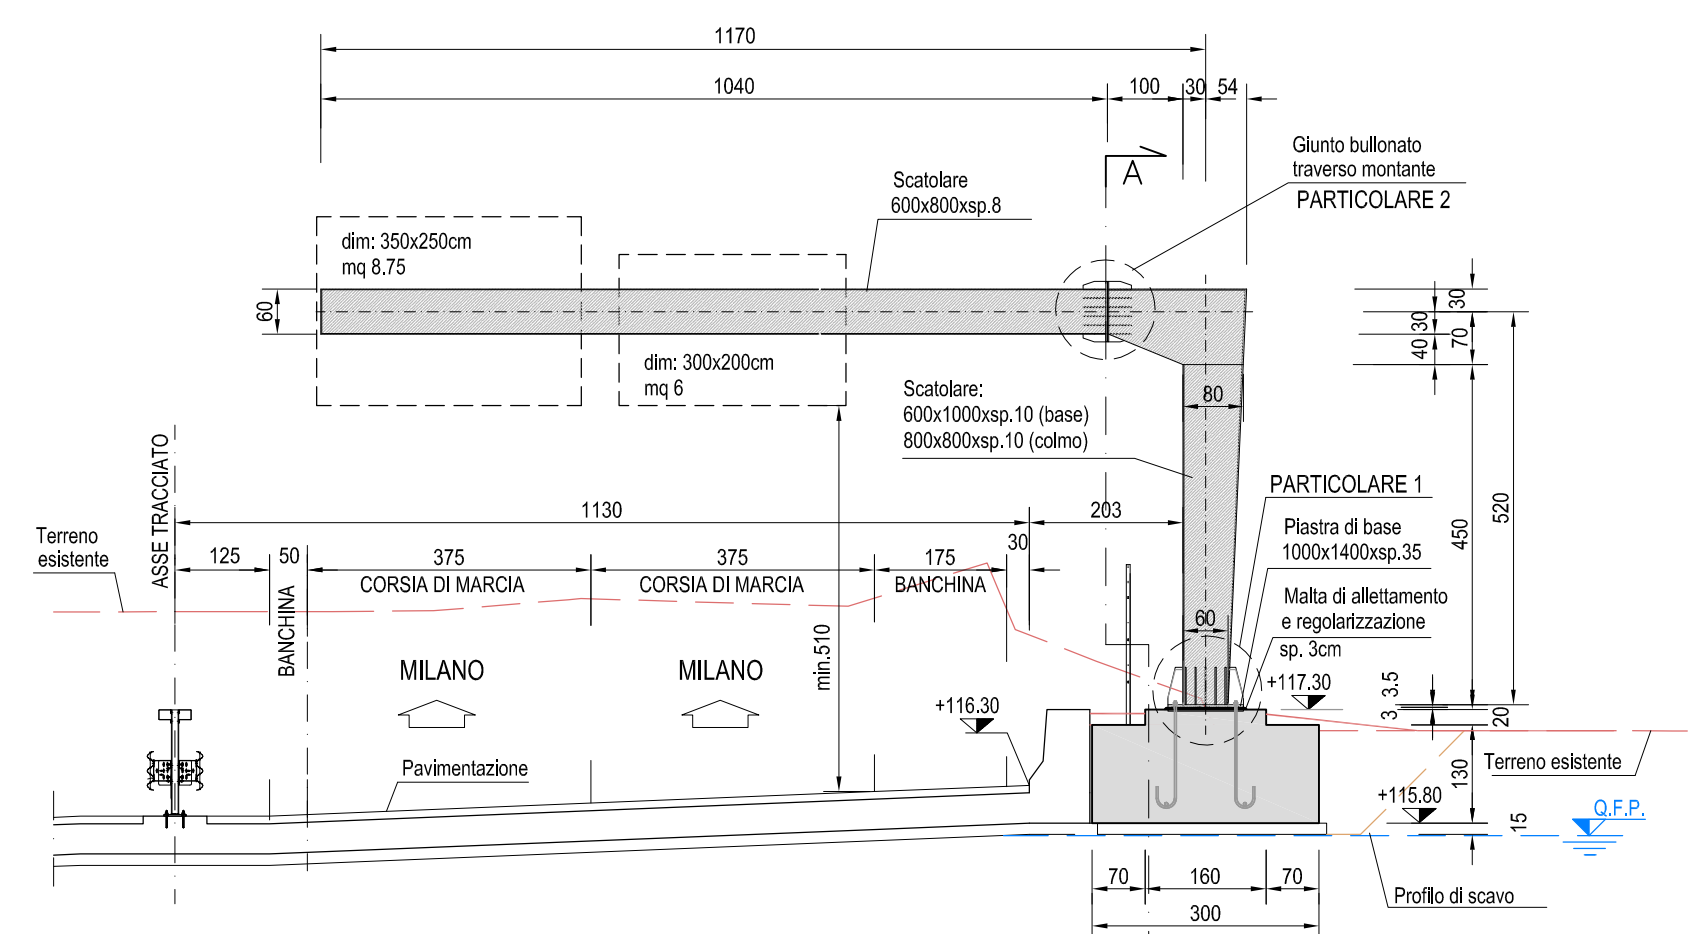 1170
1040
100
30
54
A
Giunto bullonato
traverso montante
PARTICOLARE 2
Scatolare
600x800xsp.8
dim: 350x250cm
mq 8.75
60
30
30
70
40
dim: 300x200cm
mq 6
Scatolare:
600x1000xsp.10 (base)
800x800xsp.10 (colmo)
80
ASSE TRACCIATO
PARTICOLARE 1
520
450
1130
203
Terreno
esistente
125
50
375
375
175
30
CORSIA DI MARCIA
CORSIA DI MARCIA
BANCHINA
Piastra di base
1000x1400xsp.35
BANCHINA
Malta di allettamento
e regolarizzazione
sp. 3cm
60
min.510
MILANO
MILANO
+116.30
+117.30
3.5
3
20
Pavimentazione
Terreno esistente
130
+115.80
Q.F.P.
15
70
160
70
Profilo di scavo
300